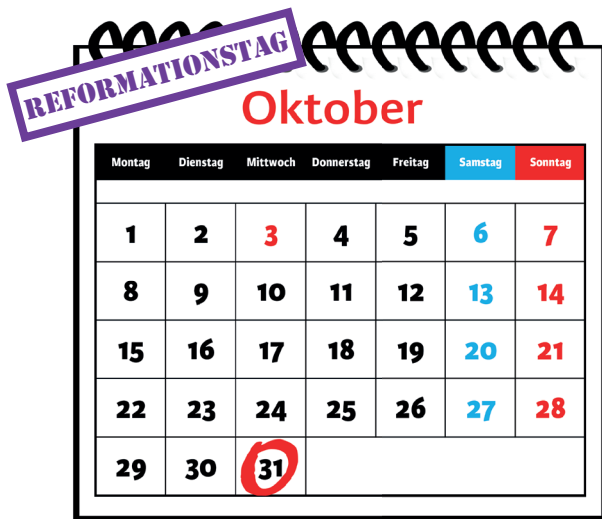 REFORMATIONSTAG
Oktober
Montag Dienstag Mittwoch Donnerstag Freitag Samstag Sonntag
1 2 3 4 5 6 7
8 9 10 11 12 13 14
15 16 17 18 19 20 21
22 23 24 25 26 27 28
29 30 31